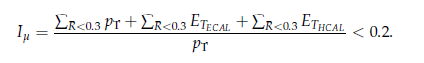 I_μ = (∑_{R<0.3} p_T + ∑_{R<0.3} E_{T_{ECAL}} + ∑_{R<0.3} E_{T_{HCAL}}) / p_T < 0.2.